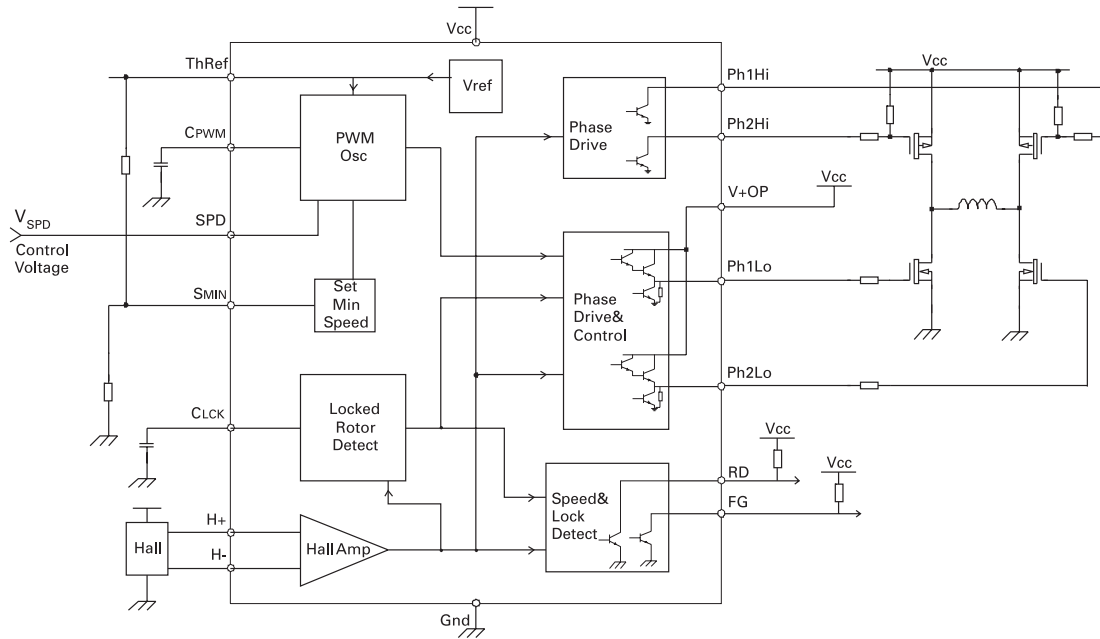 Vcc
ThRef
Vref
CPWM
PWM
Osc
VSPD
SPD
Control
Voltage
SMIN
Set
Min
Speed
CLCK
Locked
Rotor
Detect
H+
Hall
H-
Hall Amp
Gnd
Phase
Drive
Phase
Drive&
Control
Speed&
Lock
Detect
Ph1Hi
Ph2Hi
V+OP
Vcc
Ph1Lo
Ph2Lo
Vcc
RD
Vcc
FG
Vcc